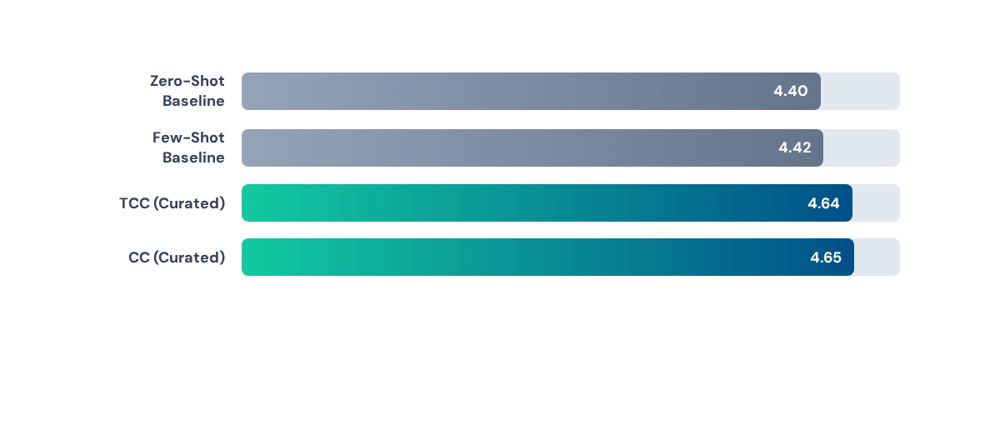 Zero-Shot
Baseline
4.40
Few-Shot
Baseline
4.42
TCC (Curated)
4.64
CC (Curated)
4.65